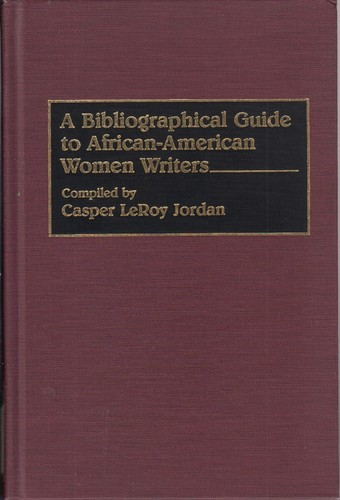 A Bibliographical Guide
to African-American
Women Writers
Compiled by
Casper LeRoy Jordan